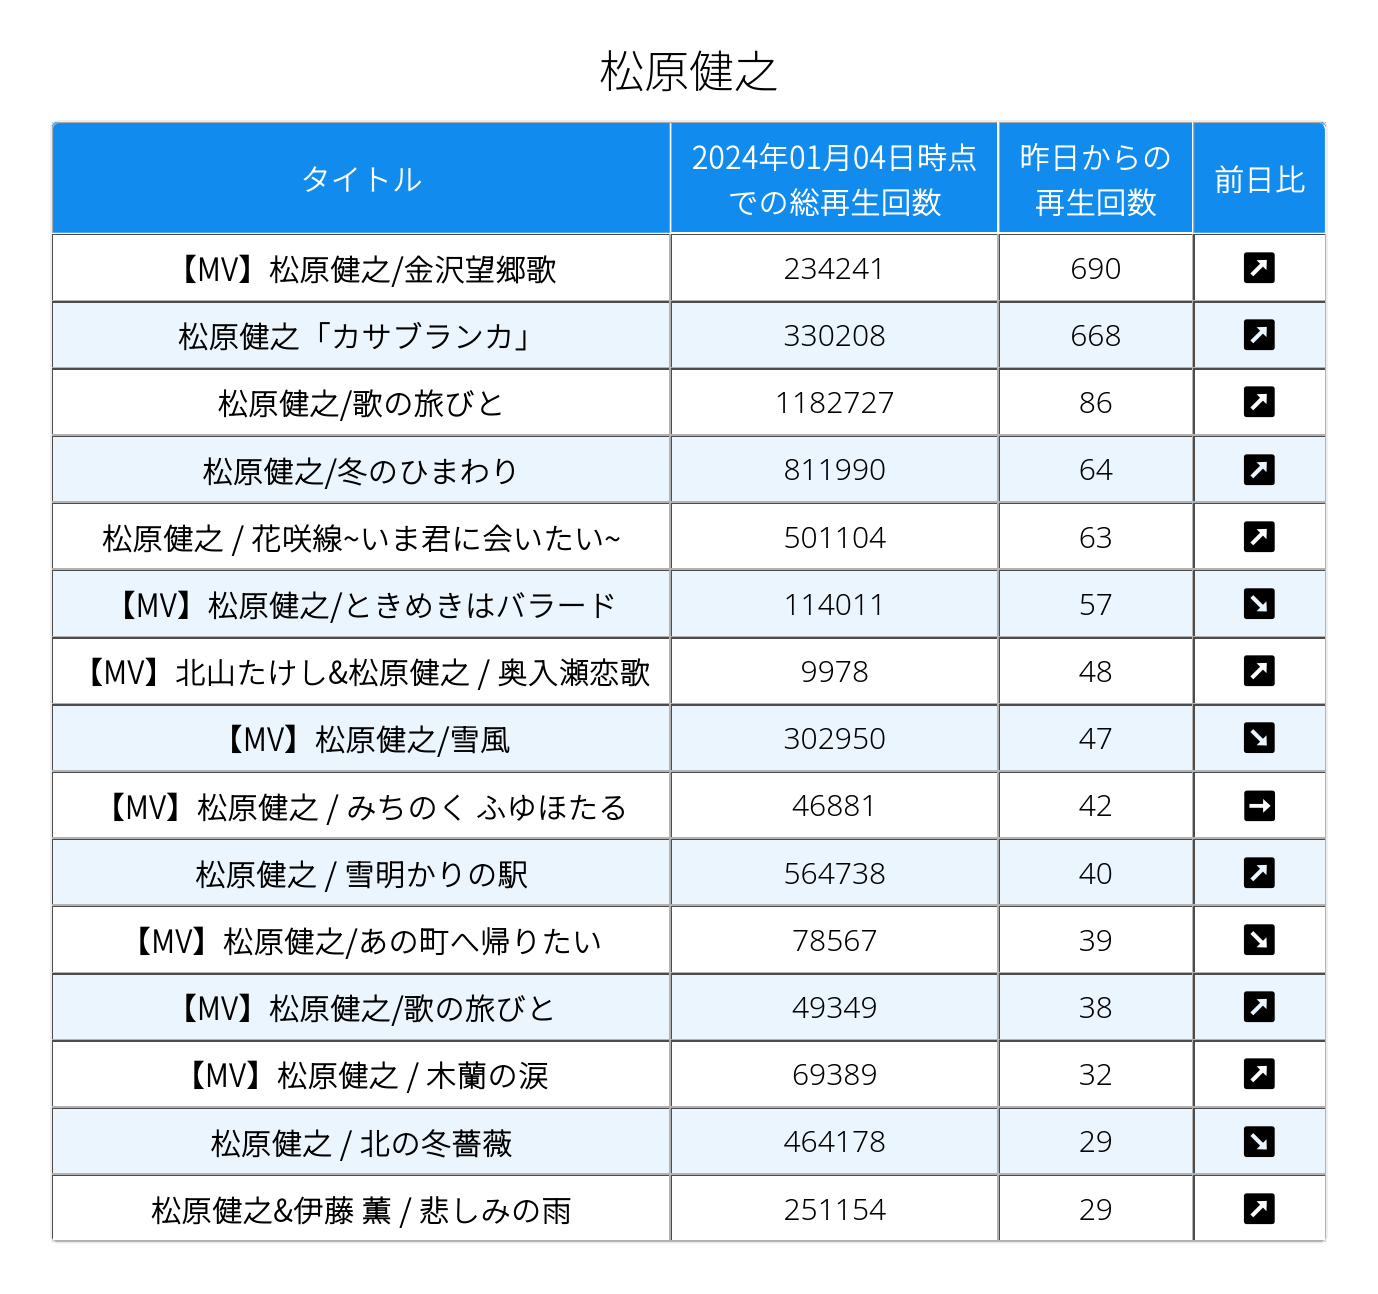 松原健之
タイトル
2024年01月04日時点
での総再生回数
昨日からの
再生回数
前日比
【MV】松原健之/金沢望郷歌 234241 690
松原健之「カサブランカ」 330208 668
松原健之/歌の旅びと 1182727 86
松原健之/冬のひまわり 811990 64
松原健之 / 花咲線~いま君に会いたい~ 501104 63
【MV】松原健之/ときめきはバラード 114011 57
【MV】北山たけし&松原健之 / 奥入瀬恋歌 9978 48
【MV】松原健之/雪風 302950 47
【MV】松原健之 / みちのく ふゆほたる 46881 42
松原健之 / 雪明かりの駅 564738 40
【MV】松原健之/あの町へ帰りたい 78567 39
【MV】松原健之/歌の旅びと 49349 38
【MV】松原健之 / 木蘭の涙 69389 32
松原健之 / 北の冬薔薇 464178 29
松原健之&伊藤 薫 / 悲しみの雨 251154 29